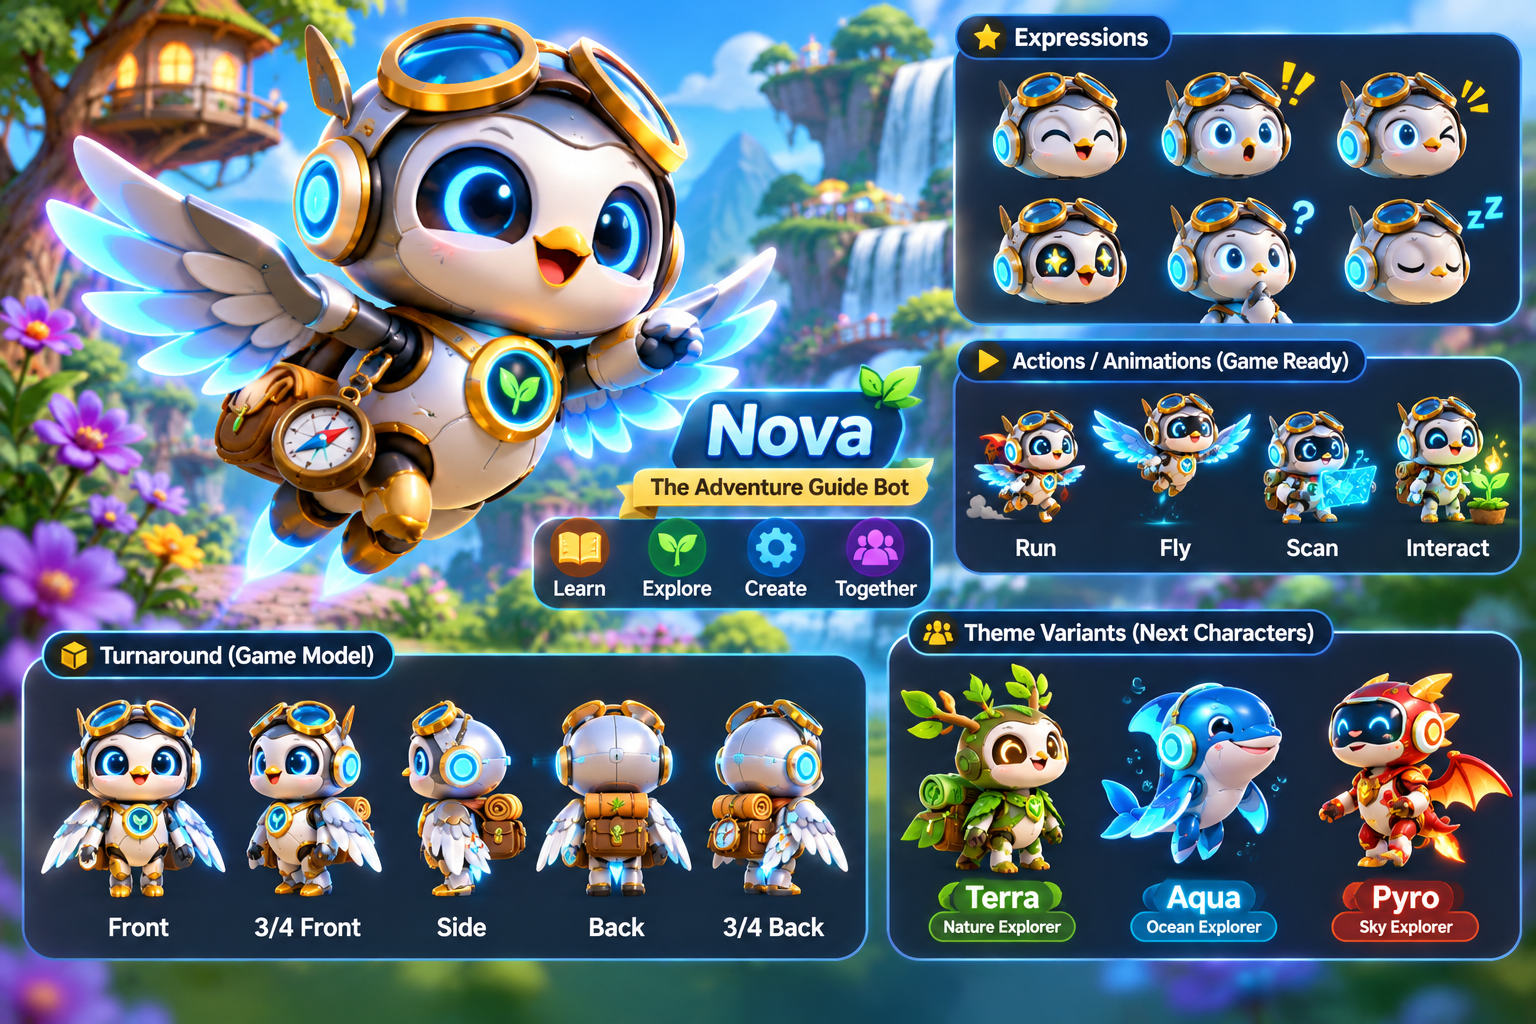 Expressions
!!
?
zZ
Nova
The Adventure Guide Bot
Learn
Explore
Create
Together
Actions / Animations (Game Ready)
Run
Fly
Scan
Interact
Turnaround (Game Model)
Front
3/4 Front
Side
Back
3/4 Back
Theme Variants (Next Characters)
Terra
Nature Explorer
Aqua
Ocean Explorer
Pyro
Sky Explorer